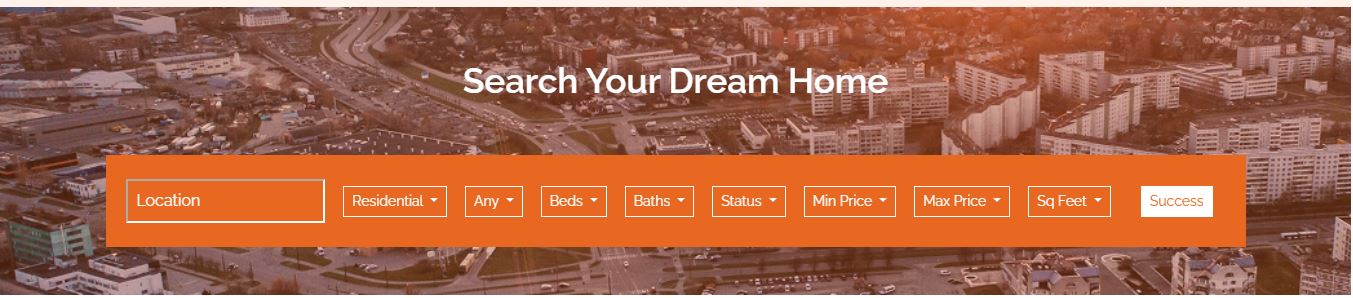 Search Your Dream Home
Location Residential Any Beds Baths Status Min Price Max Price Sq Feet Success